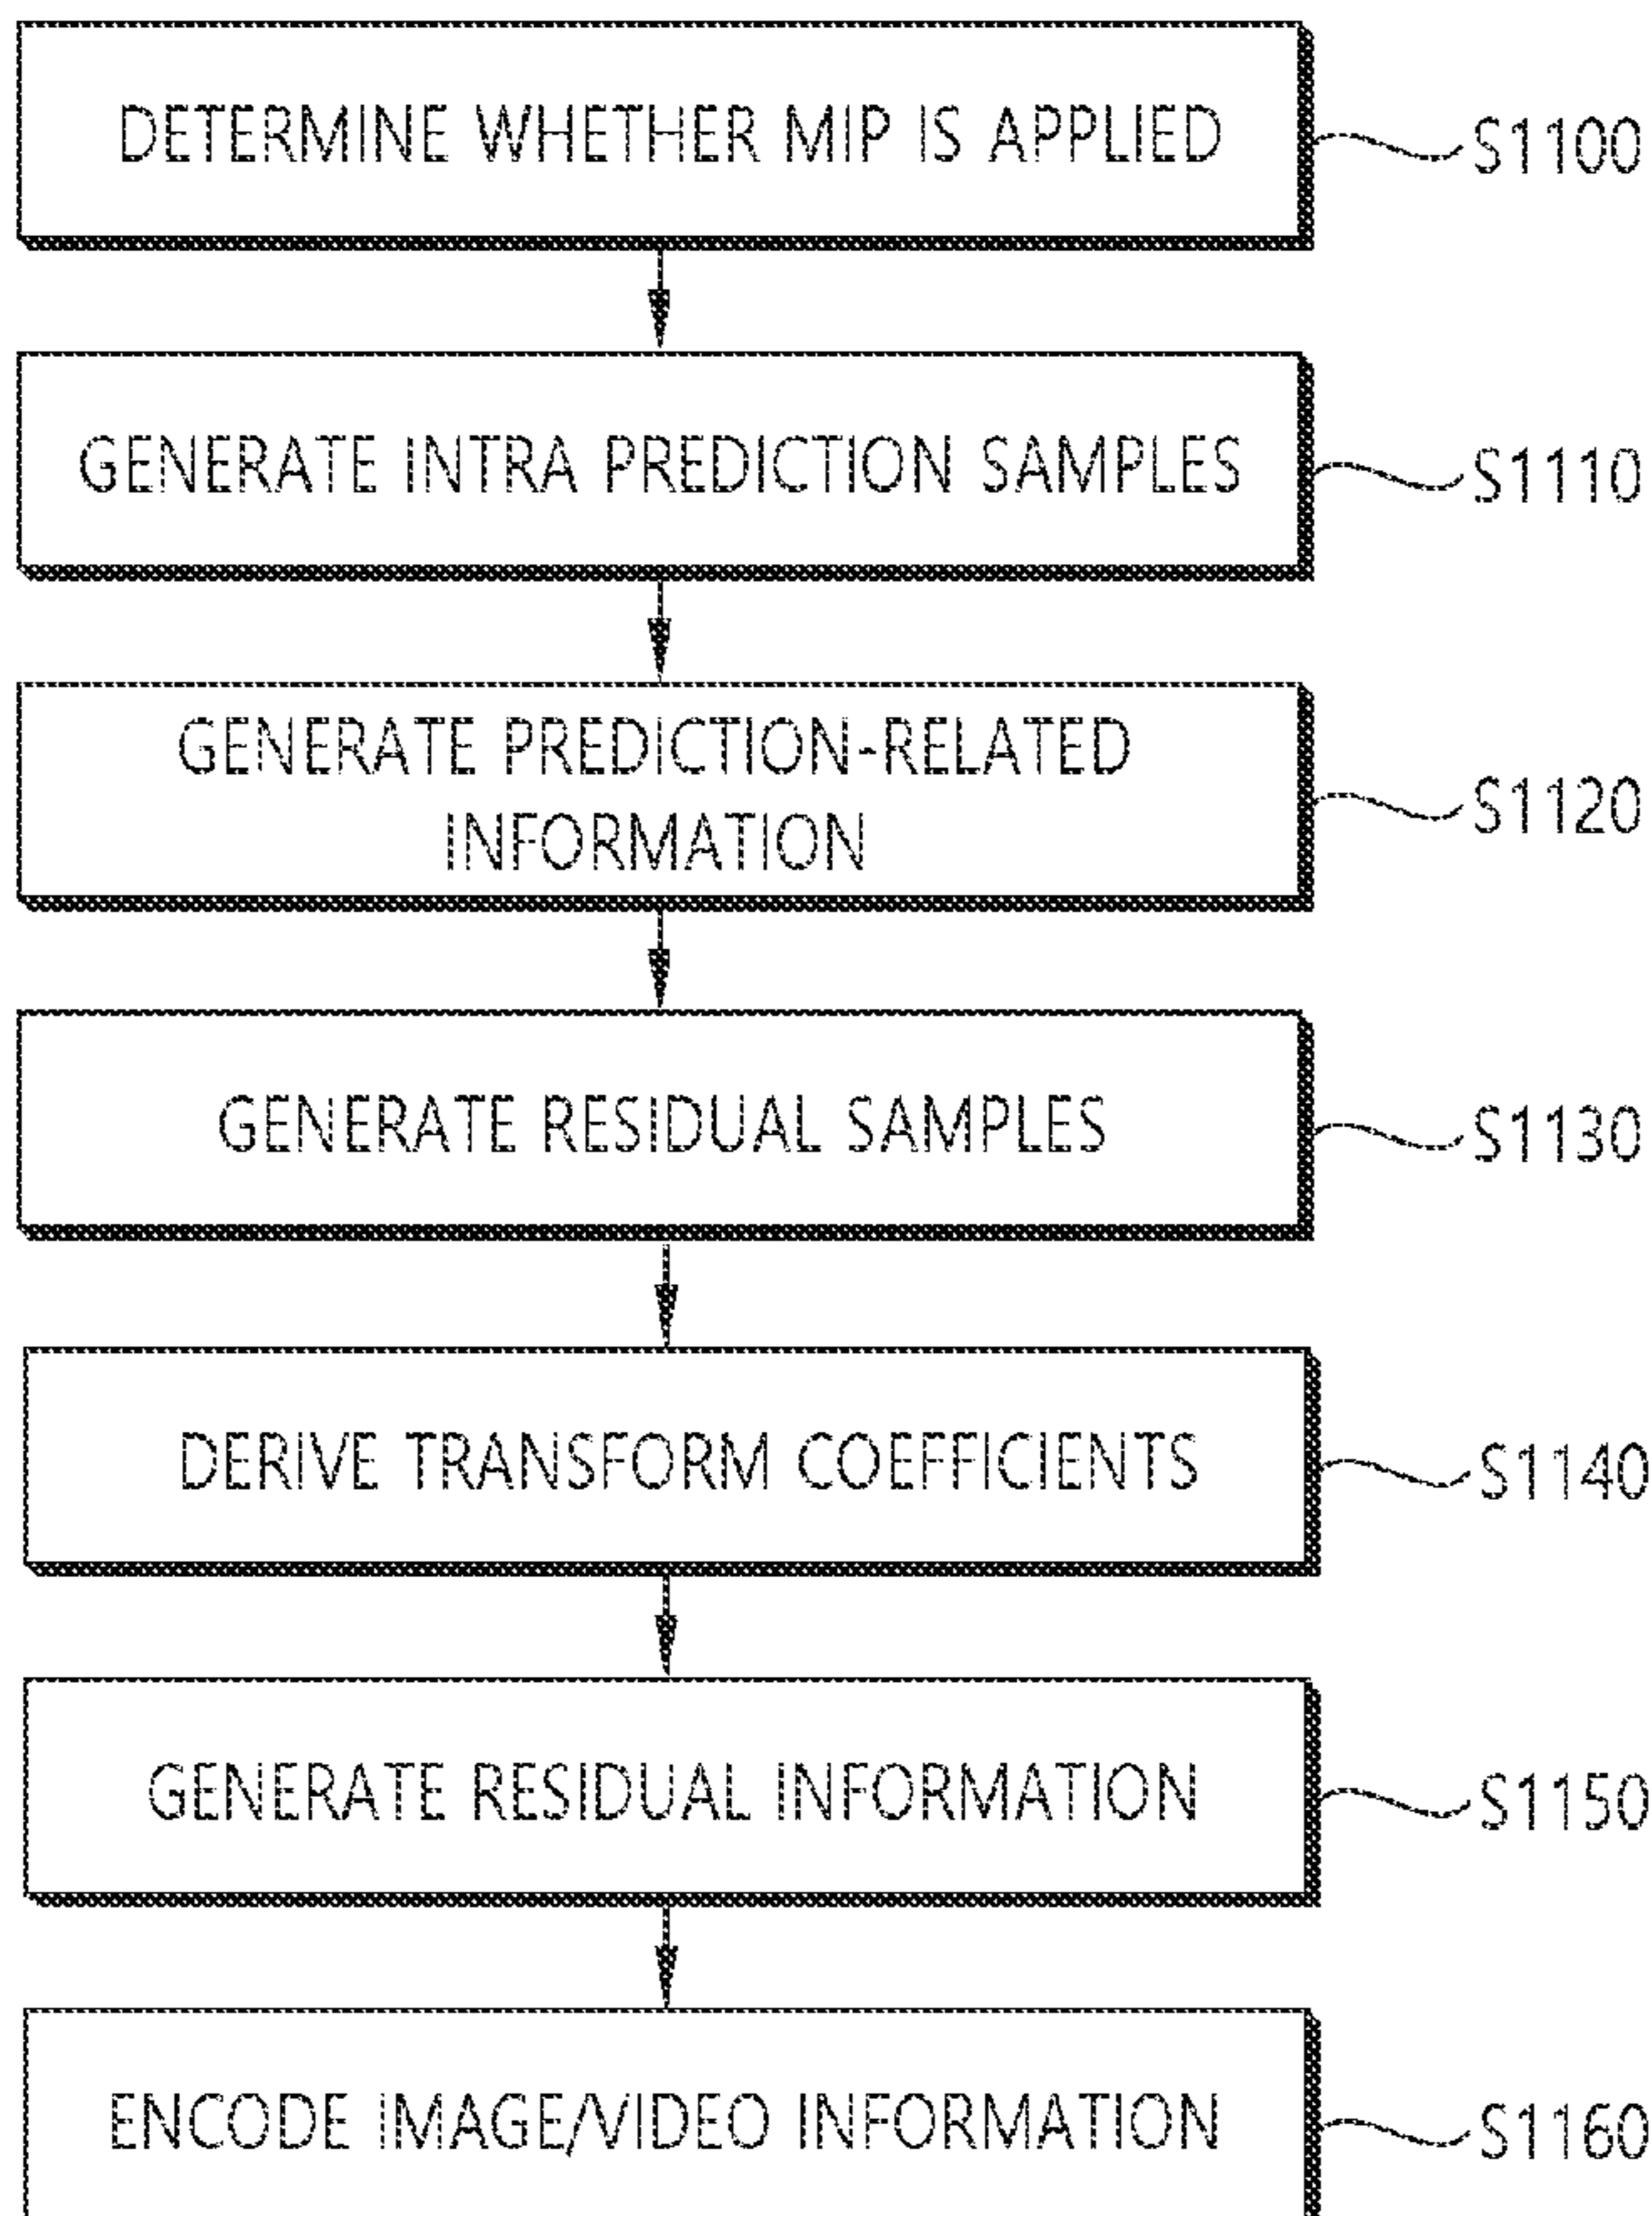 DETERMINE WHETHER MIP IS APPLIED
S1100
GENERATE INTRA PREDICTION SAMPLES
S1110
GENERATE PREDICTION-RELATED
INFORMATION
S1120
GENERATE RESIDUAL SAMPLES
S1130
DERIVE TRANSFORM COEFFICIENTS
S1140
GENERATE RESIDUAL INFORMATION
S1150
ENCODE IMAGE/VIDEO INFORMATION
S1160